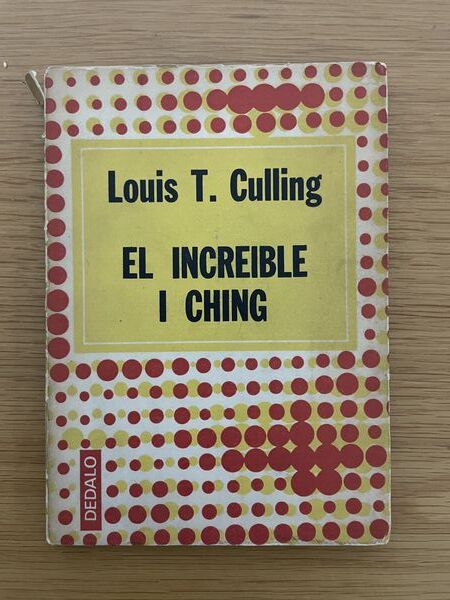 Louis T. Culling
EL INCREIBLE
I CHING
DEDALO